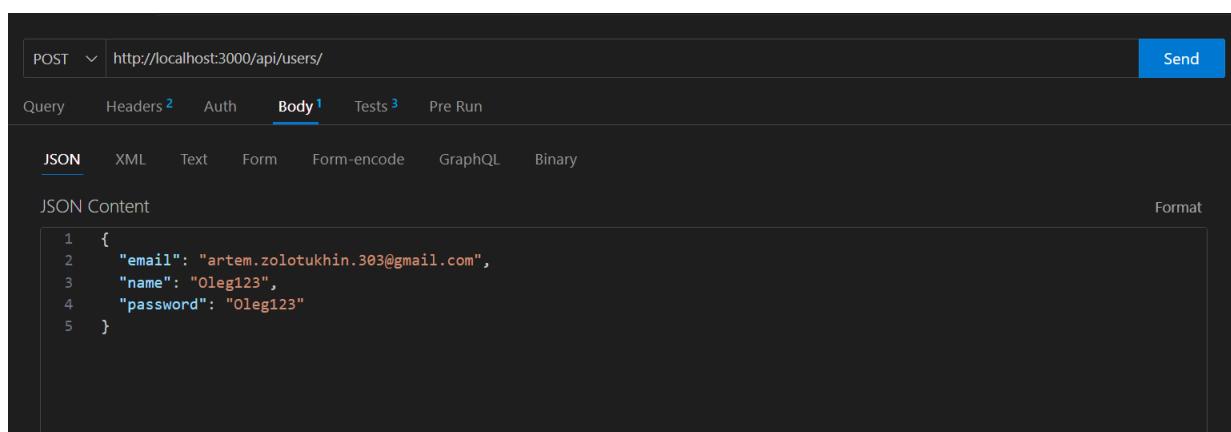 POST http://localhost:3000/api/users/ Send
Query Headers 2 Auth Body 1 Tests 3 Pre Run
JSON XML Text Form Form-encode GraphQL Binary
JSON Content Format
1 {
2 "email": "artem.zolotukhin.303@gmail.com",
3 "name": "Oleg123",
4 "password": "Oleg123"
5 }